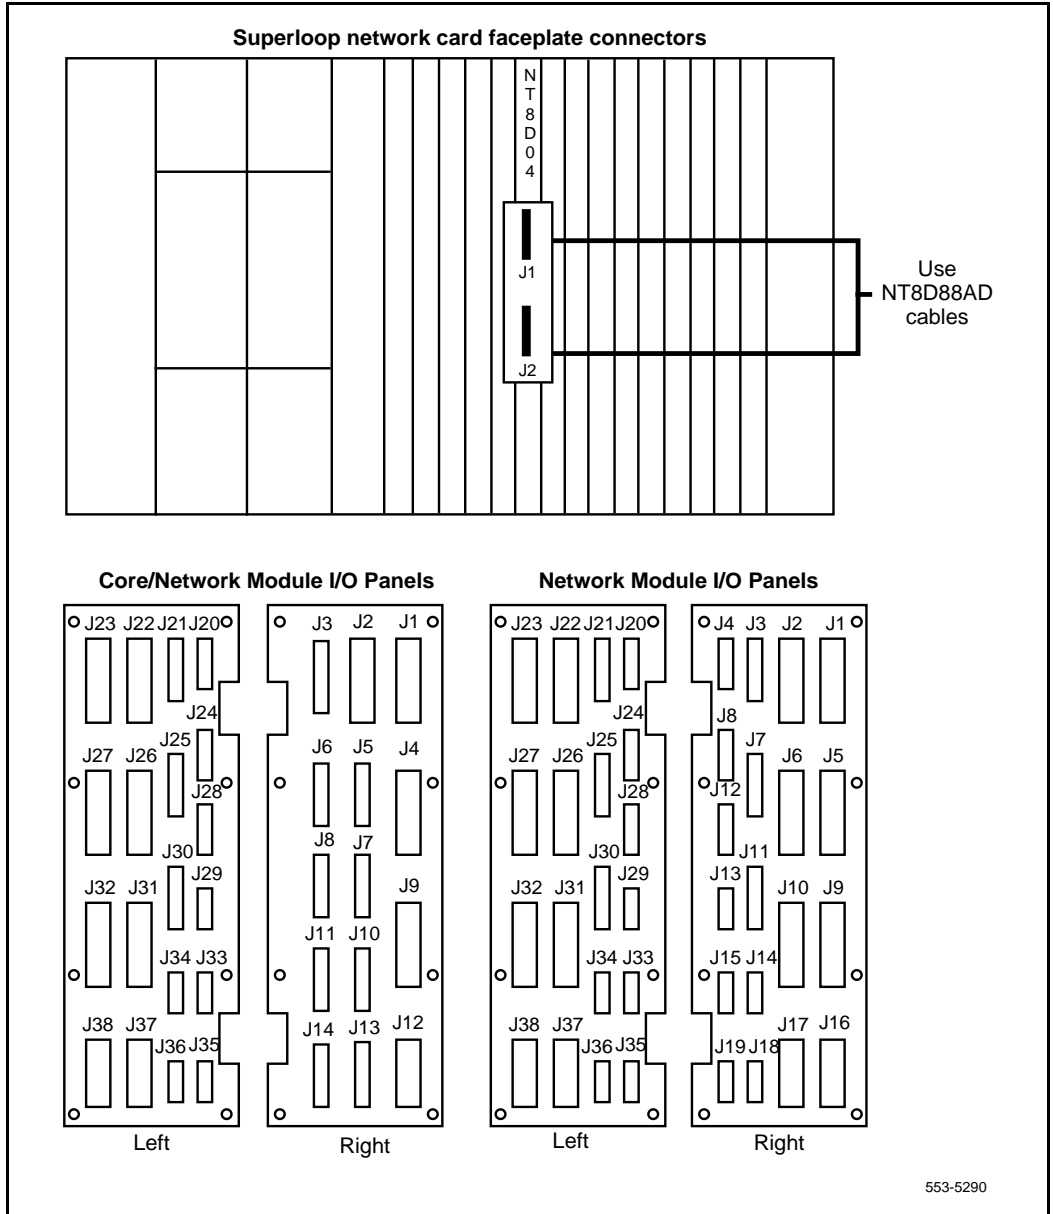 Superloop network card faceplate connectors
N
T
8
D
0
4
J1
J2
Use
NT8D88AD
cables
Core/Network Module I/O Panels
J23 J22 J21 J20
J24
J25
J27 J26
J28
J30
J29
J32 J31
J34 J33
J38 J37
J36 J35
Left
J3 J2 J1
J6 J5 J4
J8 J7
J9
J11 J10
J14 J13 J12
Right
Network Module I/O Panels
J23 J22 J21 J20
J24
J25
J27 J26
J28
J30
J29
J32 J31
J34 J33
J38 J37
J36 J35
Left
J4 J3 J2 J1
J8
J7 J6 J5
J12
J11
J13 J10 J9
J15 J14
J17 J16
J19 J18
Right
553-5290